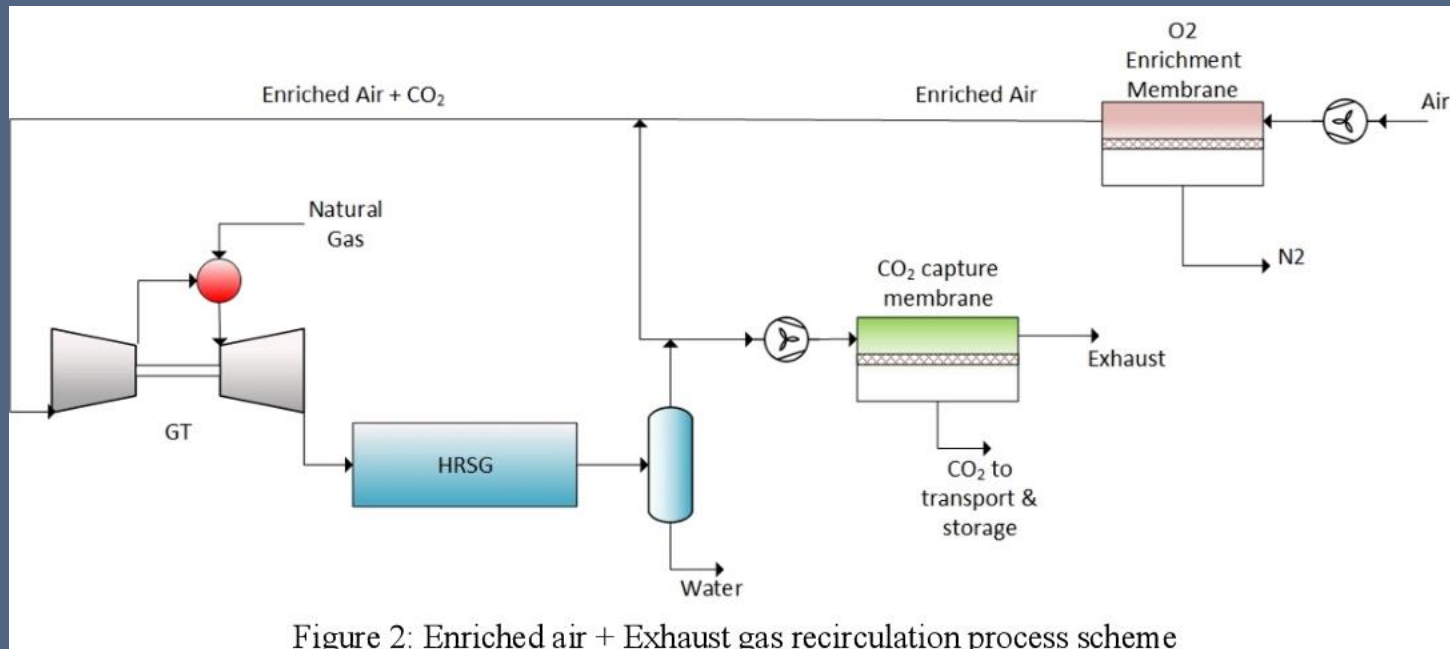 O2
Enrichment
Membrane
Enriched Air + CO₂
Enriched Air
Air
Natural
Gas
N2
CO₂ capture
membrane
Exhaust
GT
HRSG
CO₂ to
transport &
storage
Water
Figure 2: Enriched air + Exhaust gas recirculation process scheme